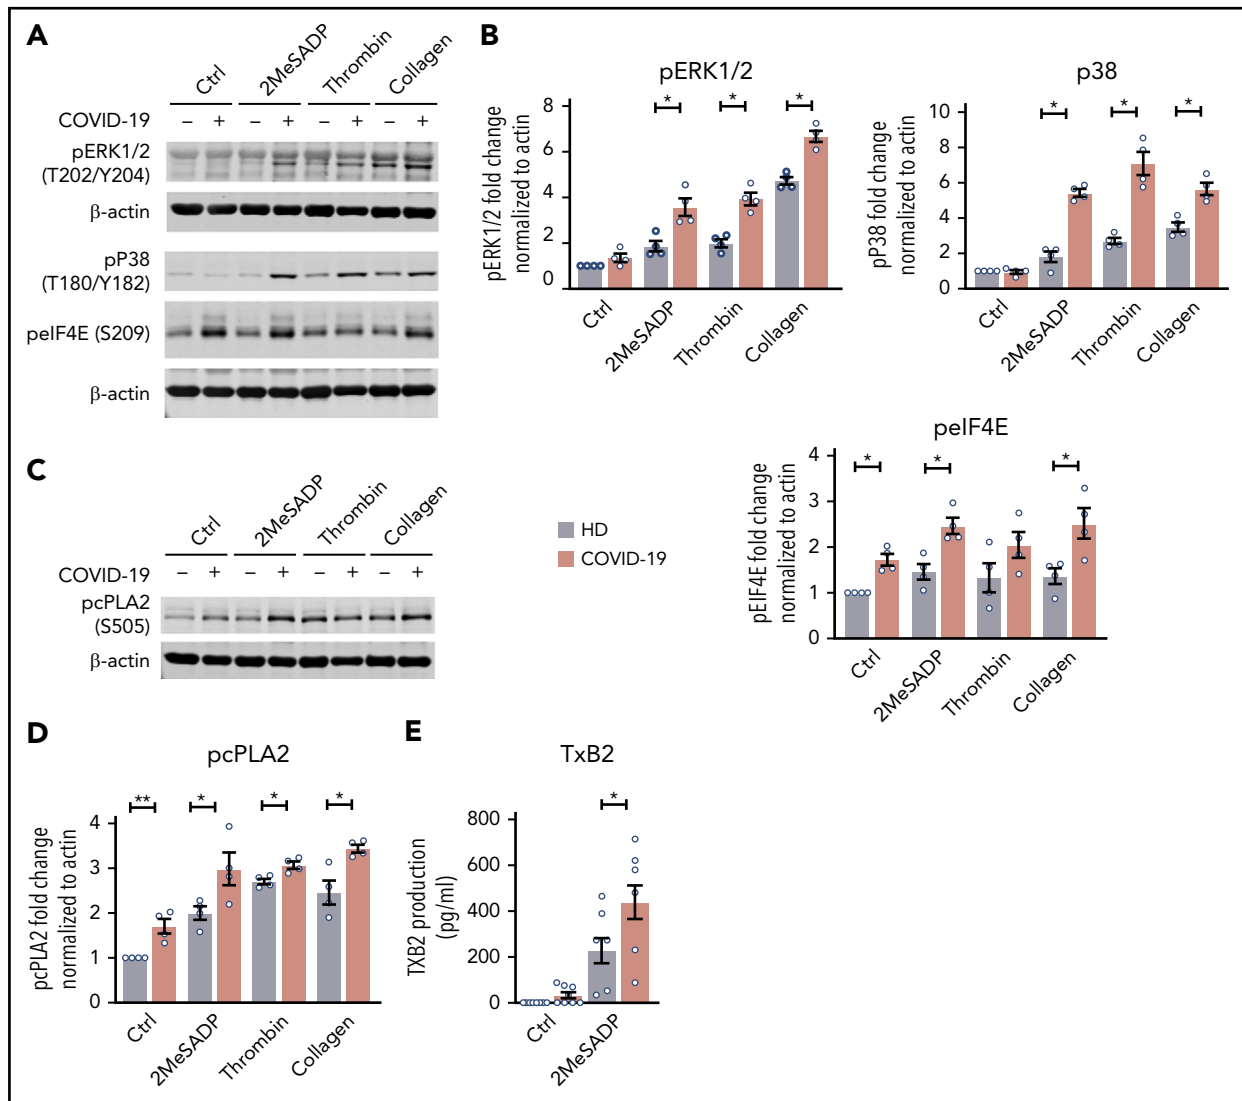 A
Ctrl
2MeSADP
Thrombin
Collagen
COVID-19 – + – + – + – +
pERK1/2
(T202/Y204)
β-actin
pP38
(T180/Y182)
peIF4E (S209)
β-actin
B
pERK1/2
pERK1/2 fold change
normalized to actin
8
6
4
2
0
*
*
*
Ctrl
2MeSADP
Thrombin
Collagen
p38
pP38 fold change
normalized to actin
10
8
6
4
2
0
*
*
*
Ctrl
2MeSADP
Thrombin
Collagen
peIF4E
pEIF4E fold change
normalized to actin
4
3
2
1
0
*
*
*
Ctrl
2MeSADP
Thrombin
Collagen
HD
COVID-19
C
Ctrl
2MeSADP
Thrombin
Collagen
COVID-19 – + – + – + – +
pcPLA2
(S505)
β-actin
D
pcPLA2
pcPLA2 fold change
normalized to actin
4
3
2
1
0
**
*
*
*
Ctrl
2MeSADP
Thrombin
Collagen
E
TxB2
TXB2 production
(pg/ml)
800
600
400
200
0
*
Ctrl
2MeSADP